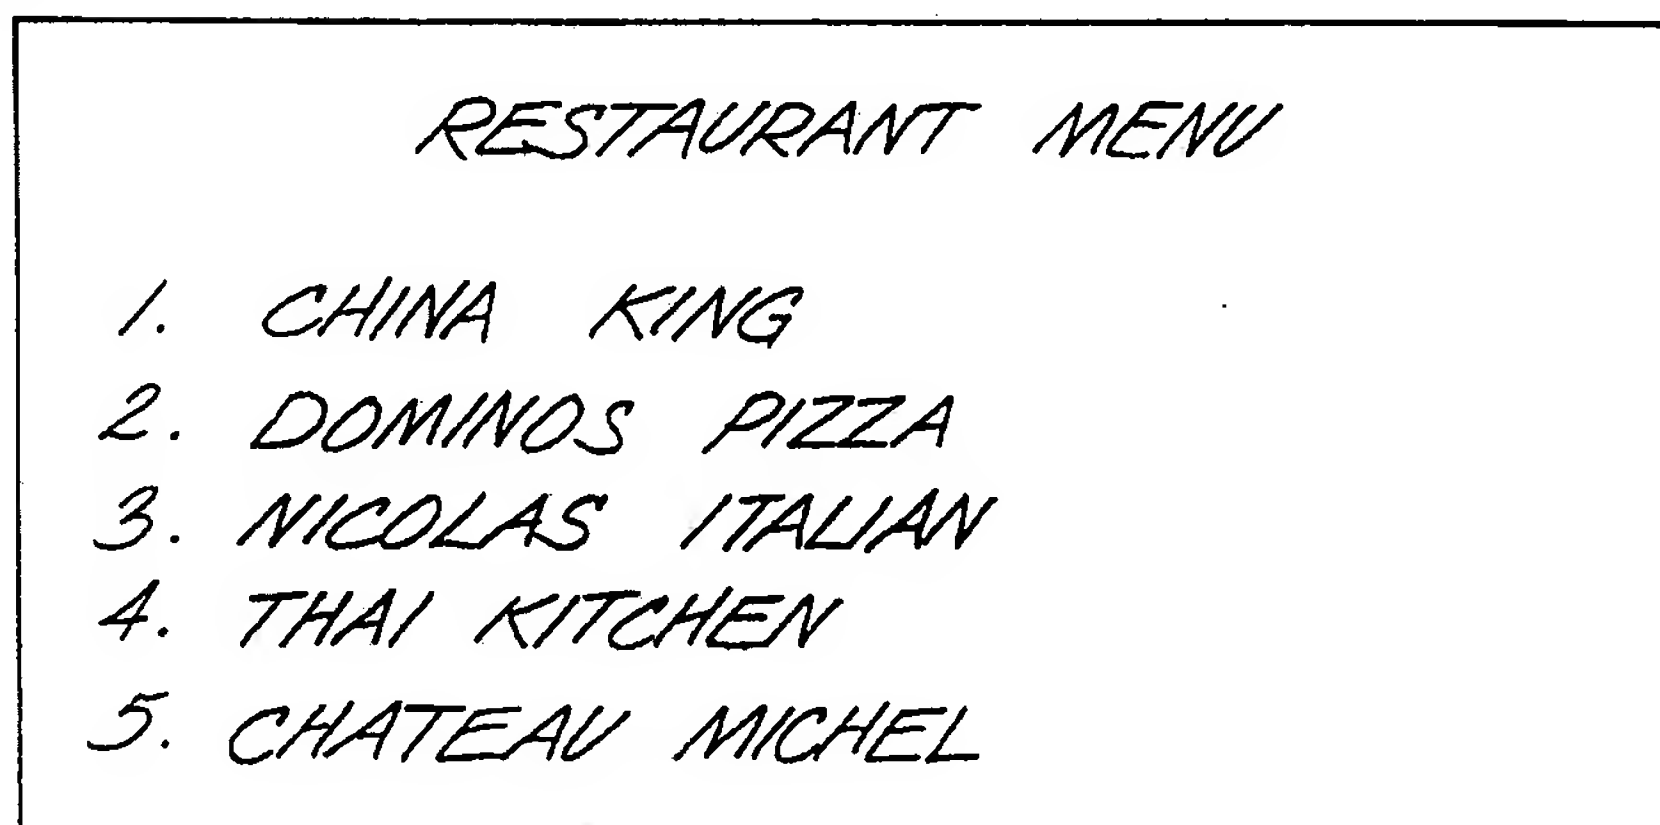 RESTAURANT MENU
1. CHINA KING
2. DOMINOS PIZZA
3. NICOLAS ITALIAN
4. THAI KITCHEN
5. CHATEAU MICHEL